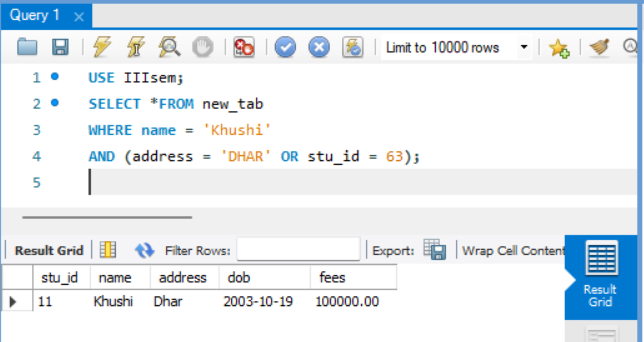 Query 1
Limit to 10000 rows
1 USE IIIsem;
2 SELECT *FROM new_tab
3 WHERE name = 'Khushi'
4 AND (address = 'DHAR' OR stu_id = 63);
5
Result Grid Filter Rows: Export: Wrap Cell Content
stu_id name address dob fees
11 Khushi Dhar 2003-10-19 100000.00
Result
Grid